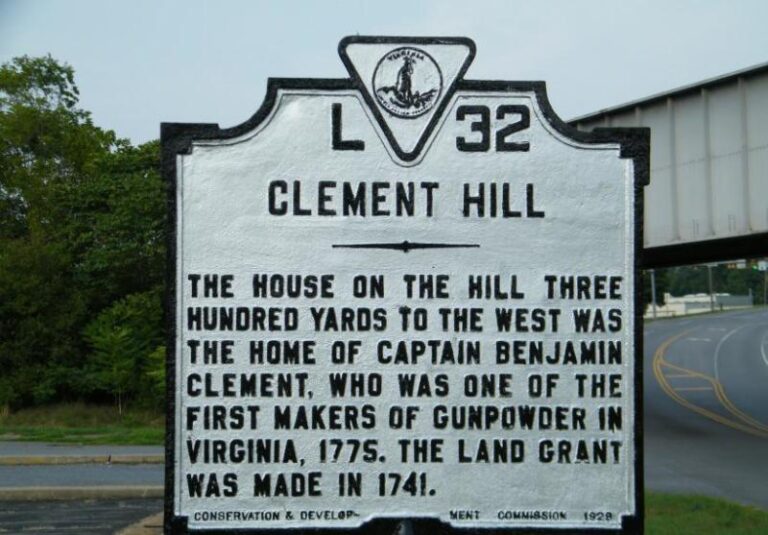 VIRGINIA
L 32
CLEMENT HILL
THE HOUSE ON THE HILL THREE
HUNDRED YARDS TO THE WEST WAS
THE HOME OF CAPTAIN BENJAMIN
CLEMENT, WHO WAS ONE OF THE
FIRST MAKERS OF GUNPOWDER IN
VIRGINIA, 1775. THE LAND GRANT
WAS MADE IN 1741.
CONSERVATION & DEVELOP- MENT COMMISSION 1928